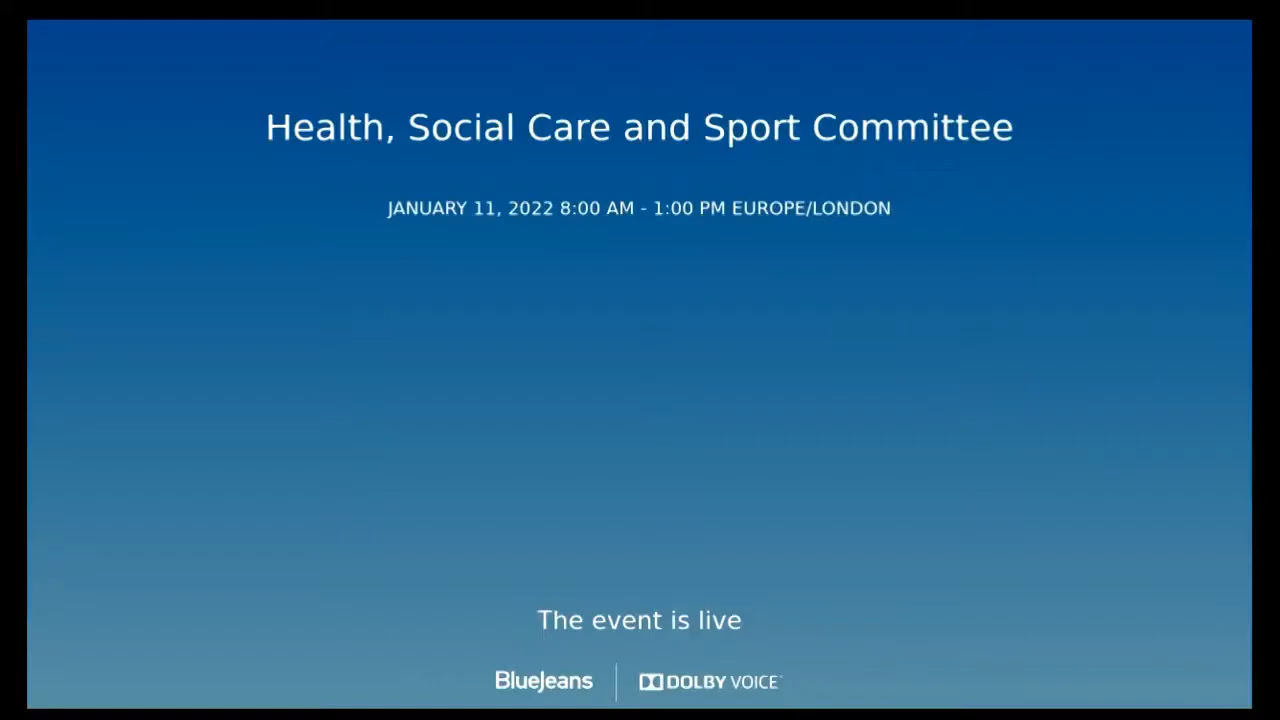 Health, Social Care and Sport Committee
JANUARY 11, 2022 8:00 AM - 1:00 PM EUROPE/LONDON
The event is live
BlueJeans DOLBY VOICE